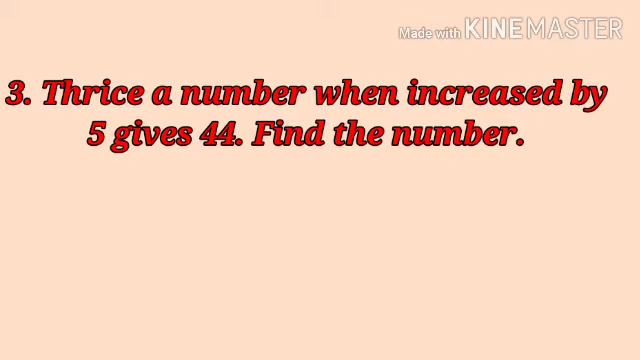 Made with KINEMASTER
3. Thrice a number when increased by
5 gives 44. Find the number.